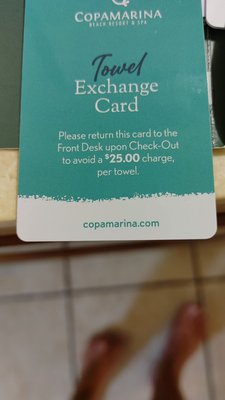 COPAMARINA
BEACH RESORT & SPA
Towel
Exchange
Card
Please return this card to the
Front Desk upon Check-Out
to avoid a $25.00 charge,
per towel.
copamarina.com